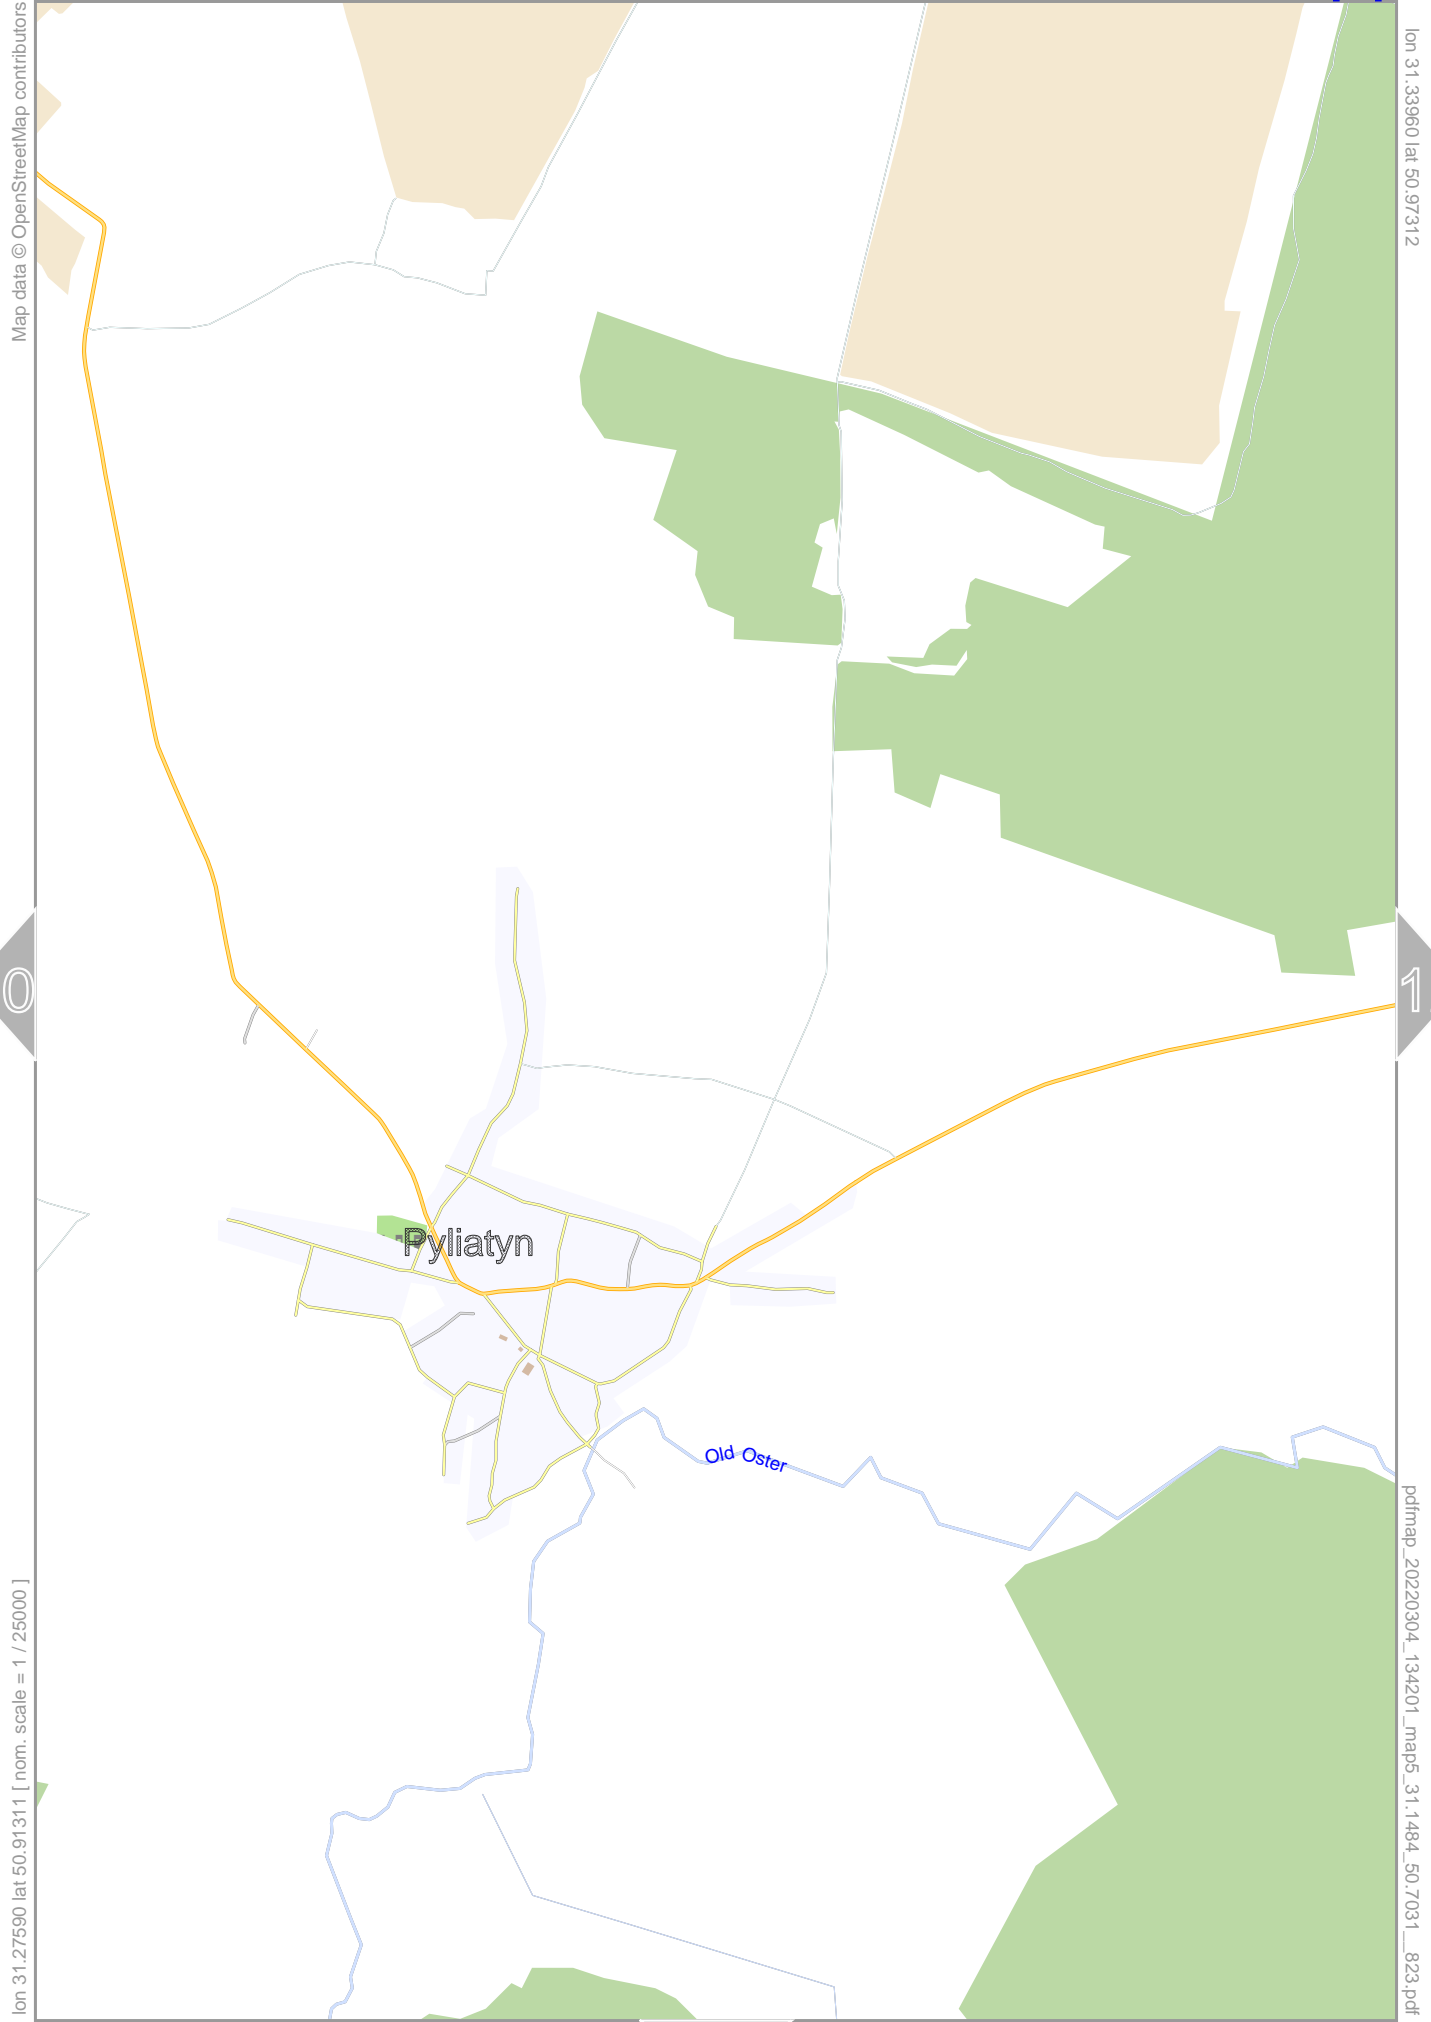 Map data © OpenStreetMap contributors
lon 31.33960 lat 50.97312
0
1
Pyliatyn
Old Oster
lon 31.27590 lat 50.91311 [ nom. scale = 1 / 25000 ]
pdfmap_20220304_134201_map5_31.1484_50.7031__823.pdf